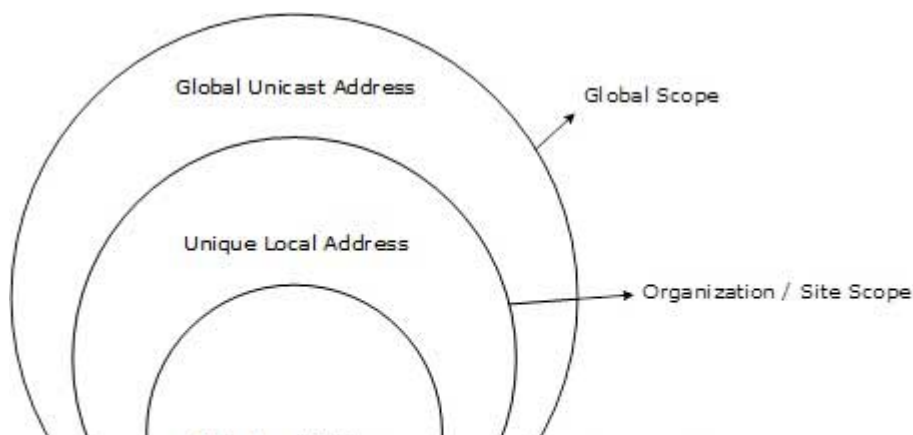 Global Unicast Address
Global Scope
Unique Local Address
Organization / Site Scope